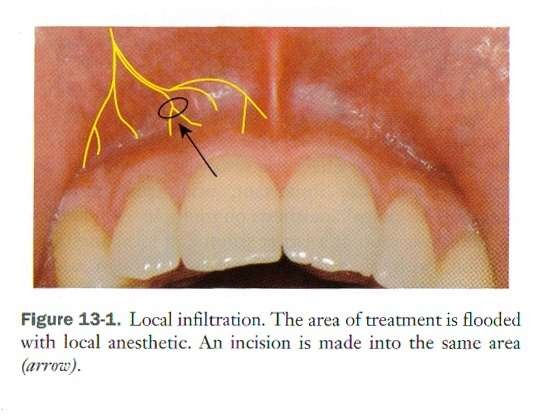 Figure 13-1. Local infiltration. The area of treatment is flooded
with local anesthetic. An incision is made into the same area
(arrow).